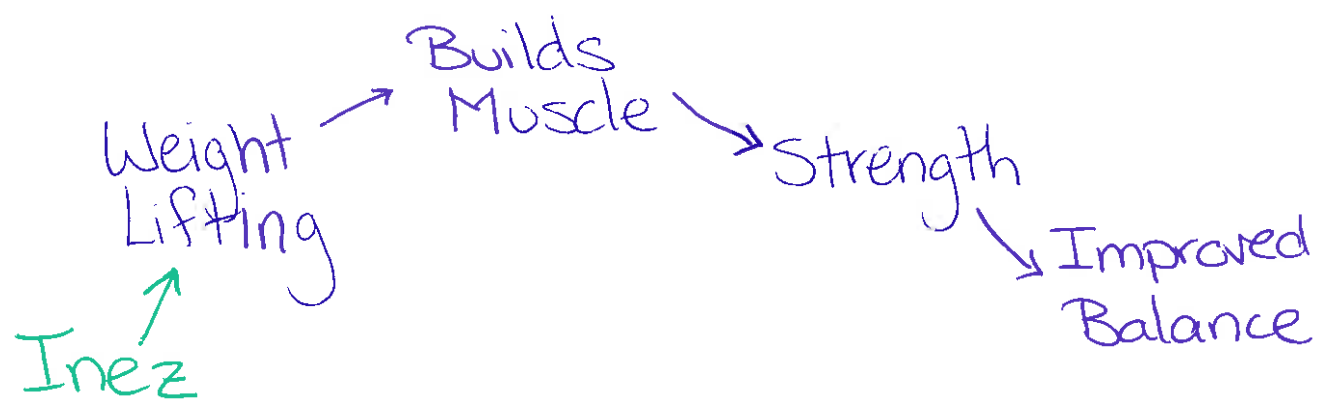 Builds
Muscle
Weight
Lifting
Strength
Improved
Balance
Inez